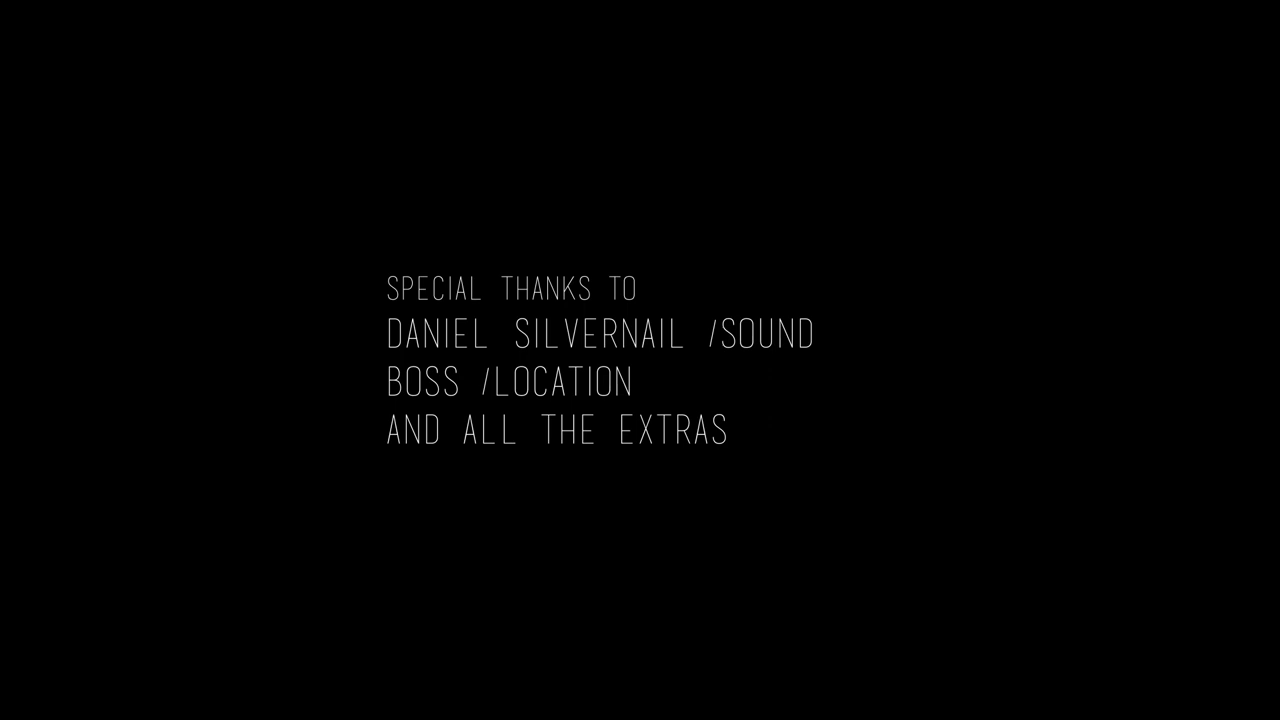 SPECIAL THANKS TO
DANIEL SILVERNAIL /SOUND
BOSS /LOCATION
AND ALL THE EXTRAS